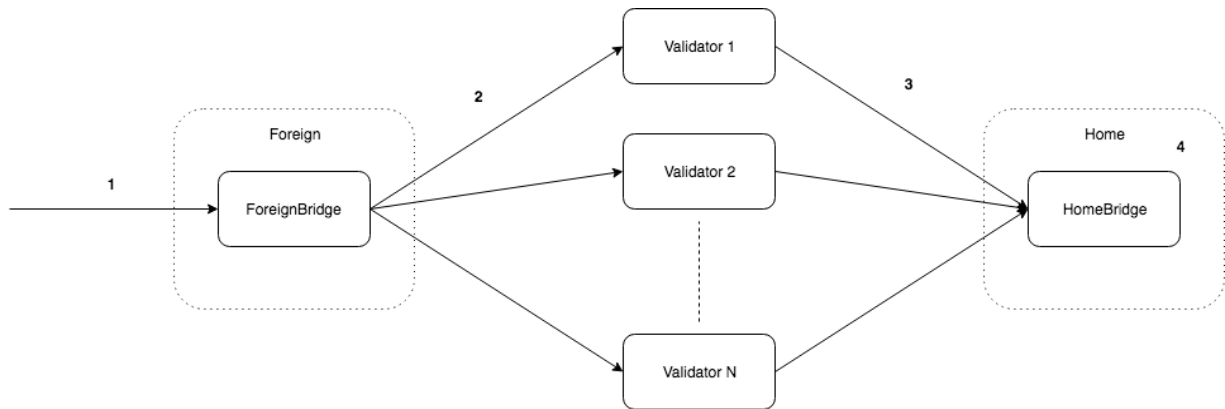 1
Foreign
ForeignBridge
2
Validator 1
Validator 2
Validator N
3
Home
4
HomeBridge